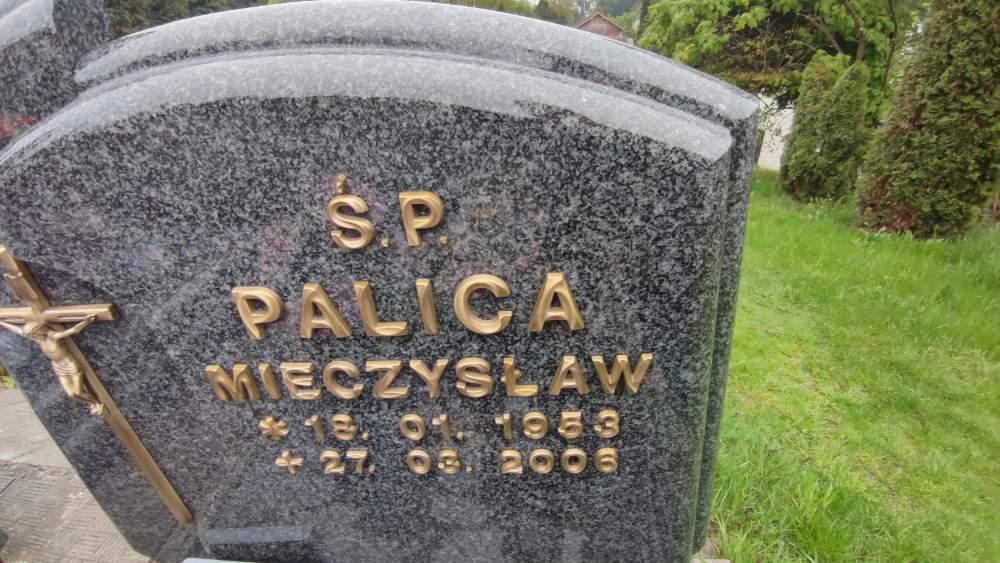 Ś. P.
PALICA
MIECZYSŁAW
* 18. 01. 1953
+ 27. 03. 2006